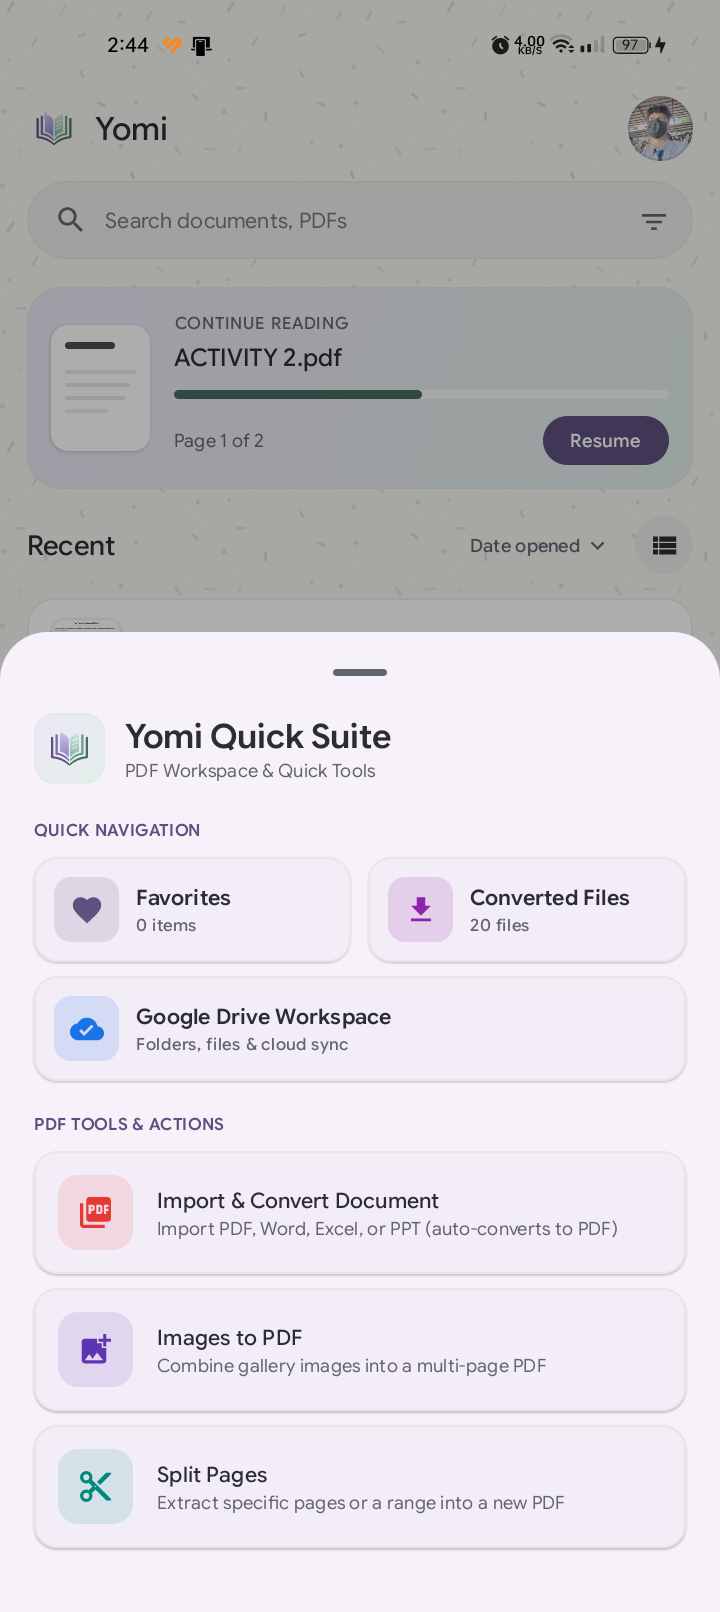 2:44
4.00
KB/S
97
Yomi
Search documents, PDFs
CONTINUE READING
ACTIVITY 2.pdf
Page 1 of 2
Resume
Recent
Date opened
Yomi Quick Suite
PDF Workspace & Quick Tools
QUICK NAVIGATION
Favorites
0 items
Converted Files
20 files
Google Drive Workspace
Folders, files & cloud sync
PDF TOOLS & ACTIONS
PDF
Import & Convert Document
Import PDF, Word, Excel, or PPT (auto-converts to PDF)
Images to PDF
Combine gallery images into a multi-page PDF
Split Pages
Extract specific pages or a range into a new PDF